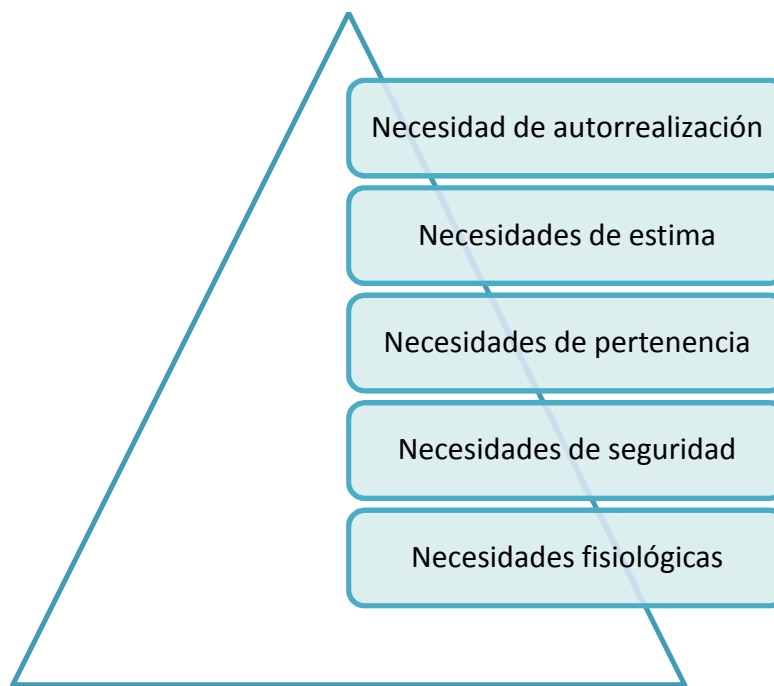 Necesidad de autorrealización
Necesidades de estima
Necesidades de pertenencia
Necesidades de seguridad
Necesidades fisiológicas